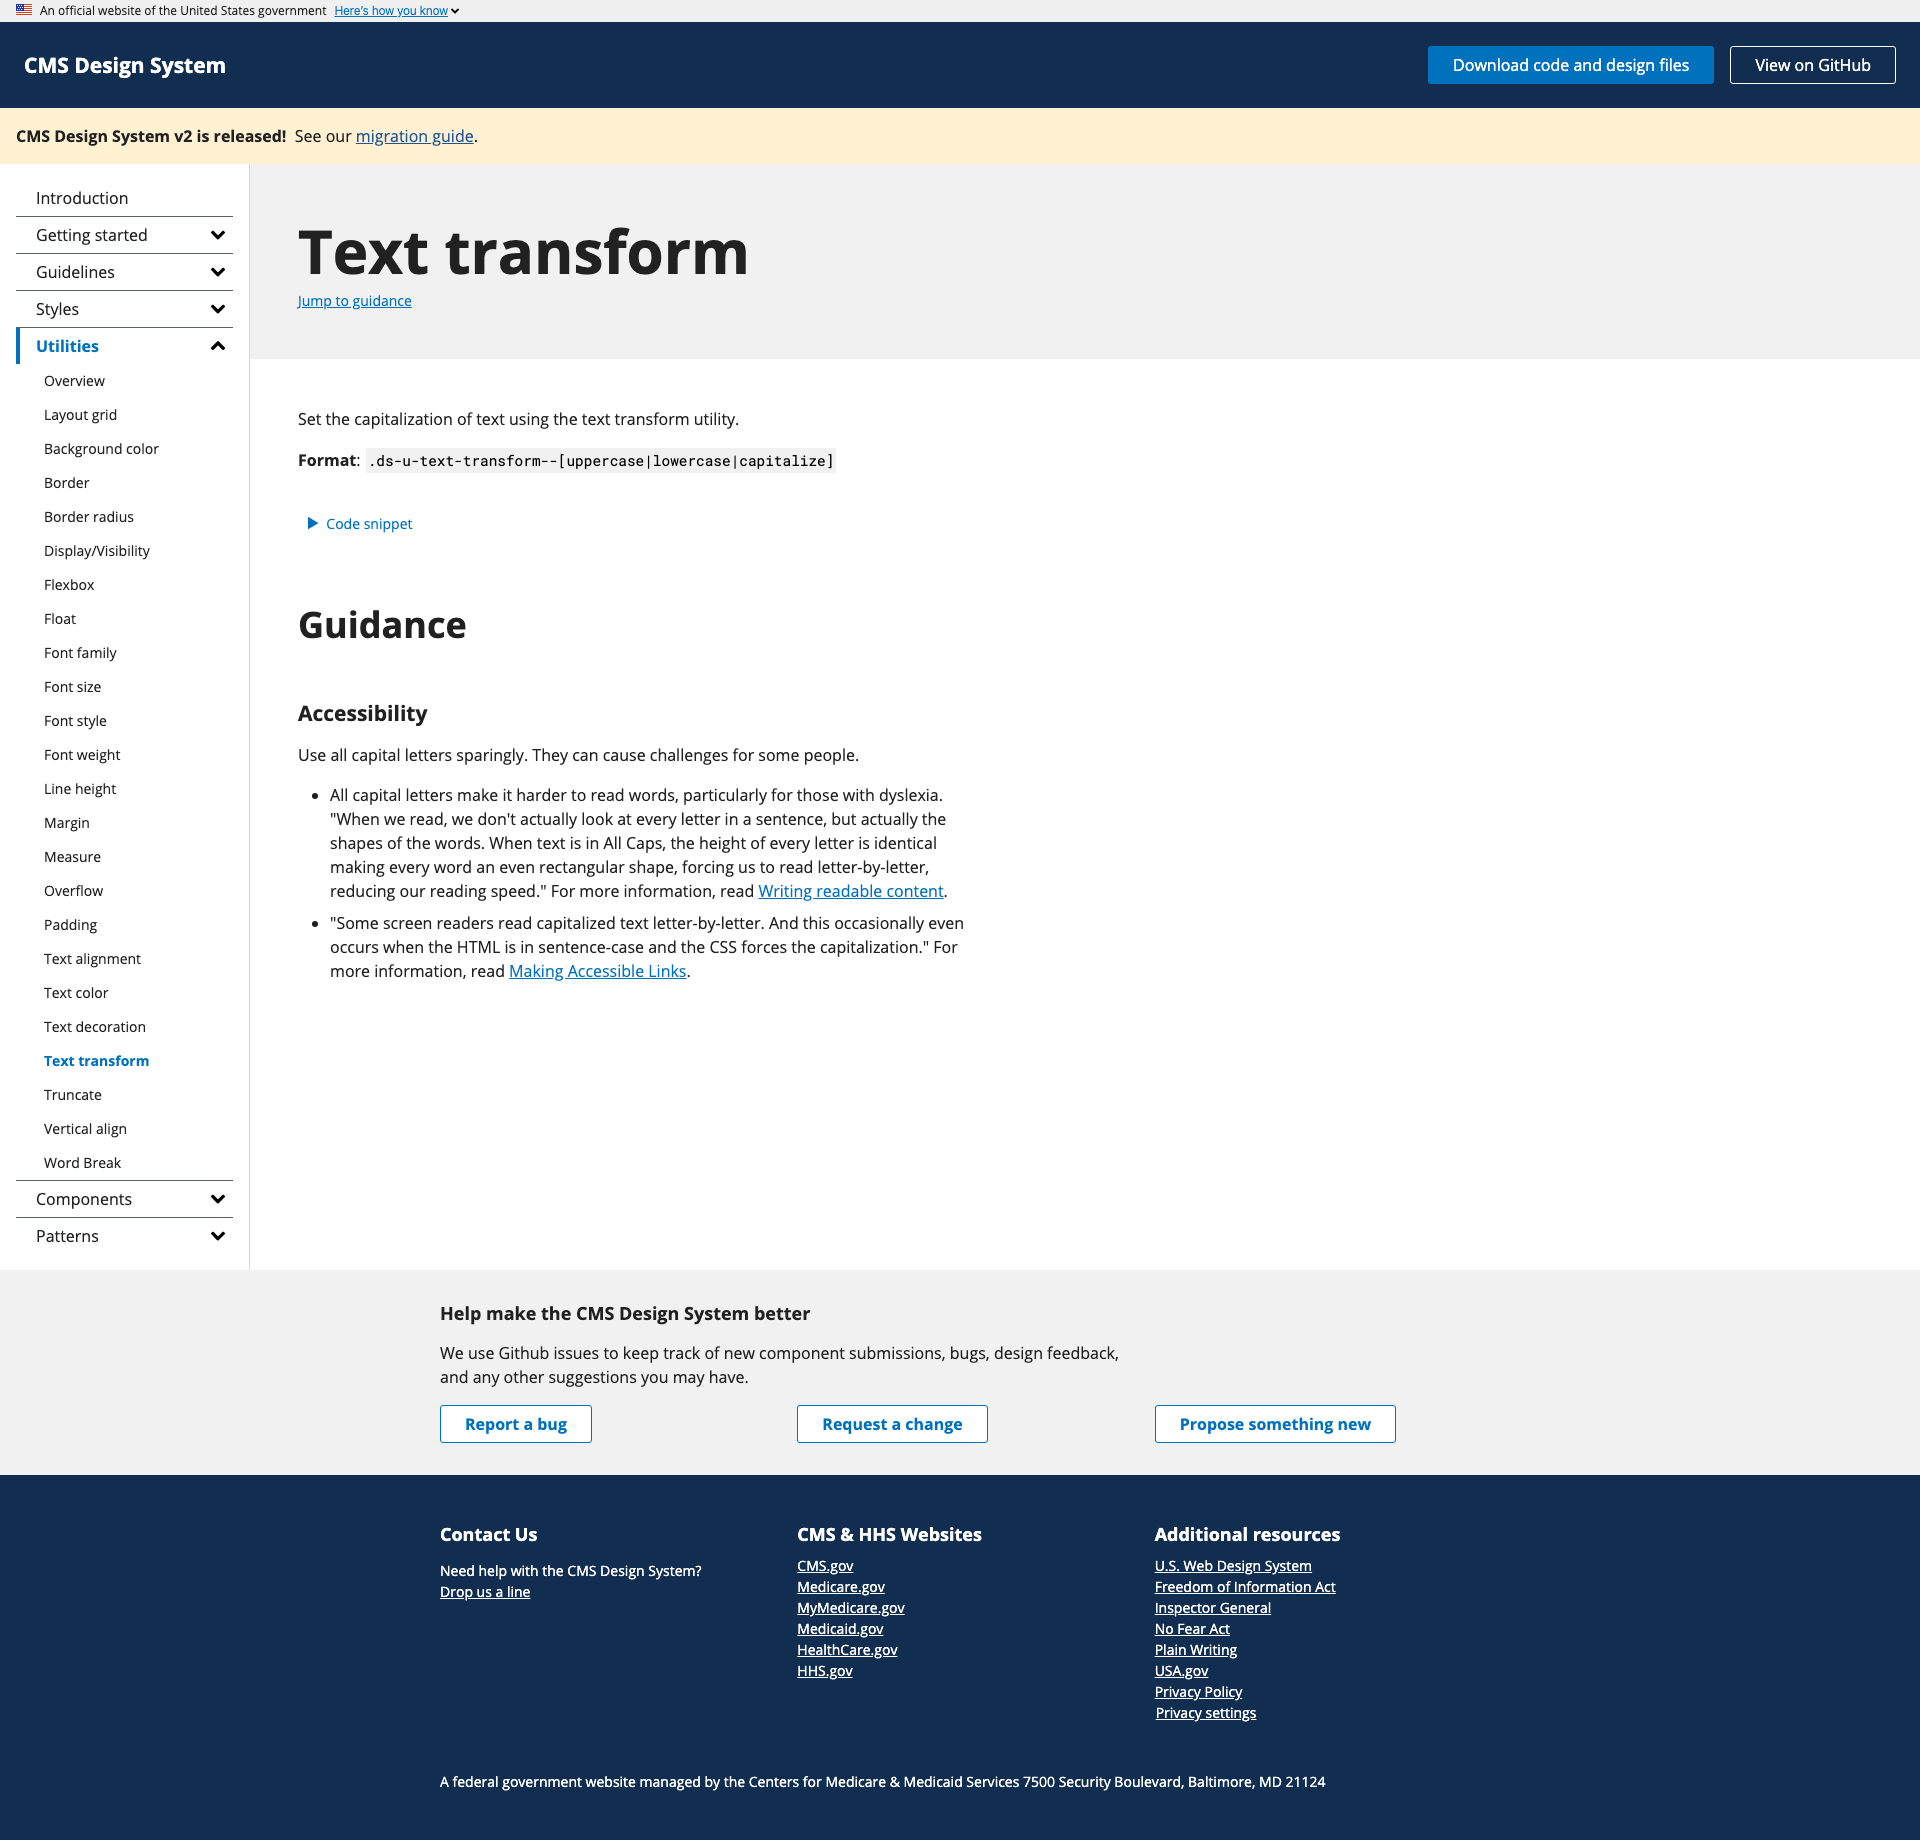 An official website of the United States government Here's how you know
CMS Design System
Download code and design files
View on GitHub
CMS Design System v2 is released! See our migration guide.
Introduction
Getting started
Guidelines
Styles
Utilities
Overview
Layout grid
Background color
Border
Border radius
Display/Visibility
Flexbox
Float
Font family
Font size
Font style
Font weight
Line height
Margin
Measure
Overflow
Padding
Text alignment
Text color
Text decoration
Text transform
Truncate
Vertical align
Word Break
Components
Patterns
Text transform
Jump to guidance
Set the capitalization of text using the text transform utility.
Format: .ds-u-text-transform--[uppercase|lowercase|capitalize]
Code snippet
Guidance
Accessibility
Use all capital letters sparingly. They can cause challenges for some people.
• All capital letters make it harder to read words, particularly for those with dyslexia.
"When we read, we don't actually look at every letter in a sentence, but actually the
shapes of the words. When text is in All Caps, the height of every letter is identical
making every word an even rectangular shape, forcing us to read letter-by-letter,
reducing our reading speed." For more information, read Writing readable content.
• "Some screen readers read capitalized text letter-by-letter. And this occasionally even
occurs when the HTML is in sentence-case and the CSS forces the capitalization." For
more information, read Making Accessible Links.
Help make the CMS Design System better
We use Github issues to keep track of new component submissions, bugs, design feedback,
and any other suggestions you may have.
Report a bug
Request a change
Propose something new
Contact Us
Need help with the CMS Design System?
Drop us a line
CMS & HHS Websites
CMS.gov
Medicare.gov
MyMedicare.gov
Medicaid.gov
HealthCare.gov
HHS.gov
Additional resources
U.S. Web Design System
Freedom of Information Act
Inspector General
No Fear Act
Plain Writing
USA.gov
Privacy Policy
Privacy settings
A federal government website managed by the Centers for Medicare & Medicaid Services 7500 Security Boulevard, Baltimore, MD 21124